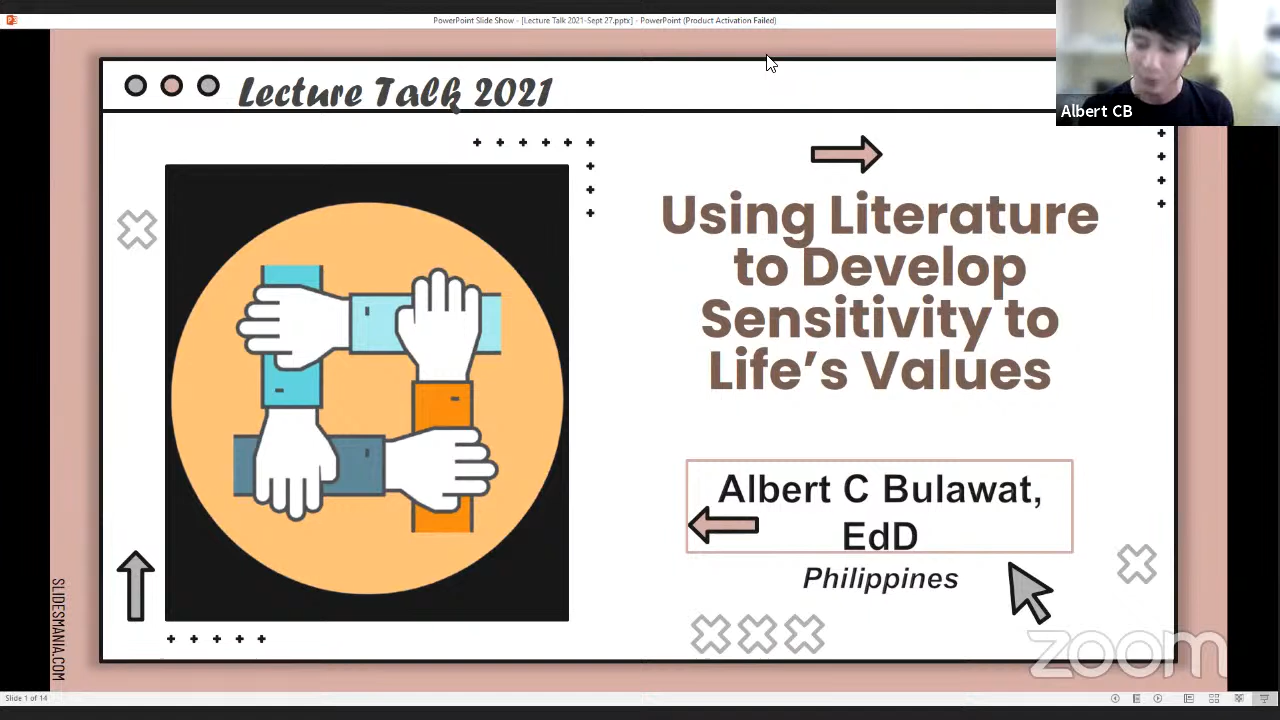 PowerPoint Slide Show - [Lecture Talk 2021-Sept 27.pptx] - PowerPoint (Product Activation Failed)
Lecture Talk 2021
Albert CB
Using Literature
to Develop
Sensitivity to
Life's Values
Albert C Bulawat,
EdD
Philippines
SLIDESMANIA.COM
zoom
Slide 1 of 14